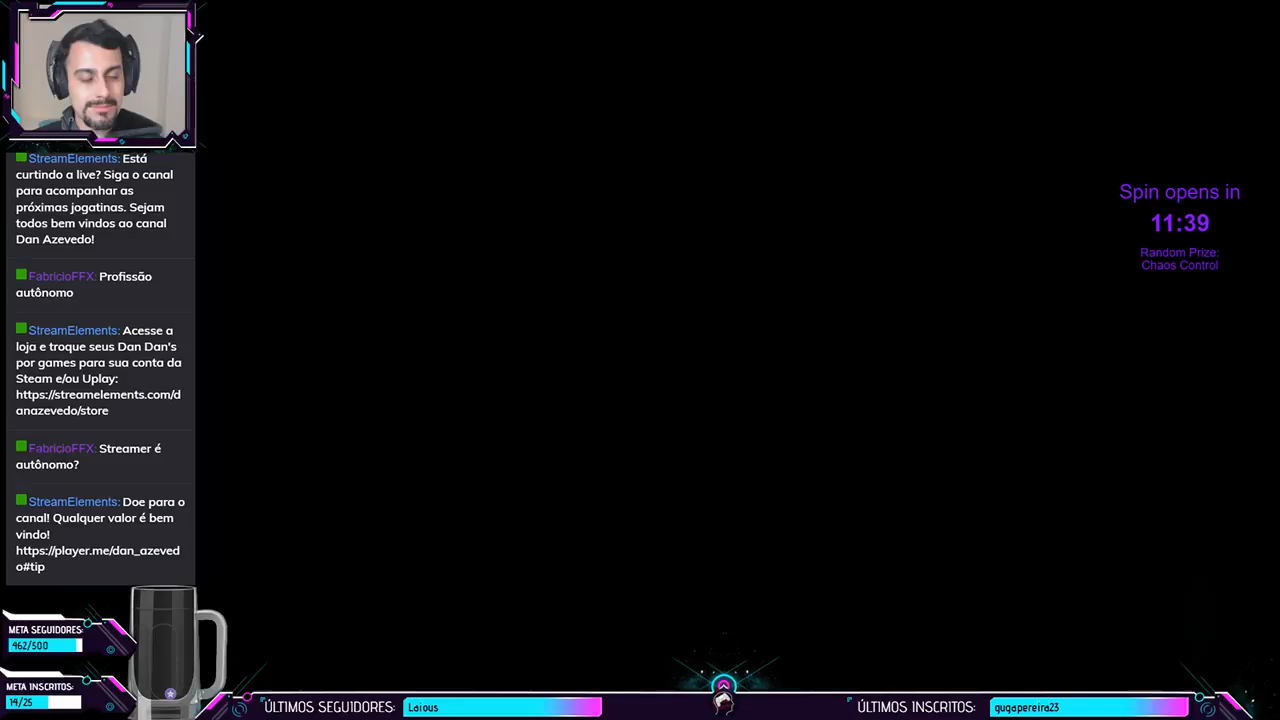 StreamElements: Está
curtindo a live? Siga o canal
para acompanhar as
próximas jogatinas. Sejam
todos bem vindos ao canal
Dan Azevedo!
FabricioFFX: Profissão
autônomo
StreamElements: Acesse a
loja e troque seus Dan Dan's
por games para sua conta da
Steam e/ou Uplay:
https://streamelements.com/d
anazevedo/store
FabricioFFX: Streamer é
autônomo?
StreamElements: Doe para o
canal! Qualquer valor é bem
vindo!
https://player.me/dan_azeved
o#tip
Spin opens in
11:39
Random Prize:
Chaos Control
META SEGUIDORES:
462/500
META INSCRITOS:
14/25
ÚLTIMOS SEGUIDORES: Laious
ÚLTIMOS INSCRITOS: gugapereira23